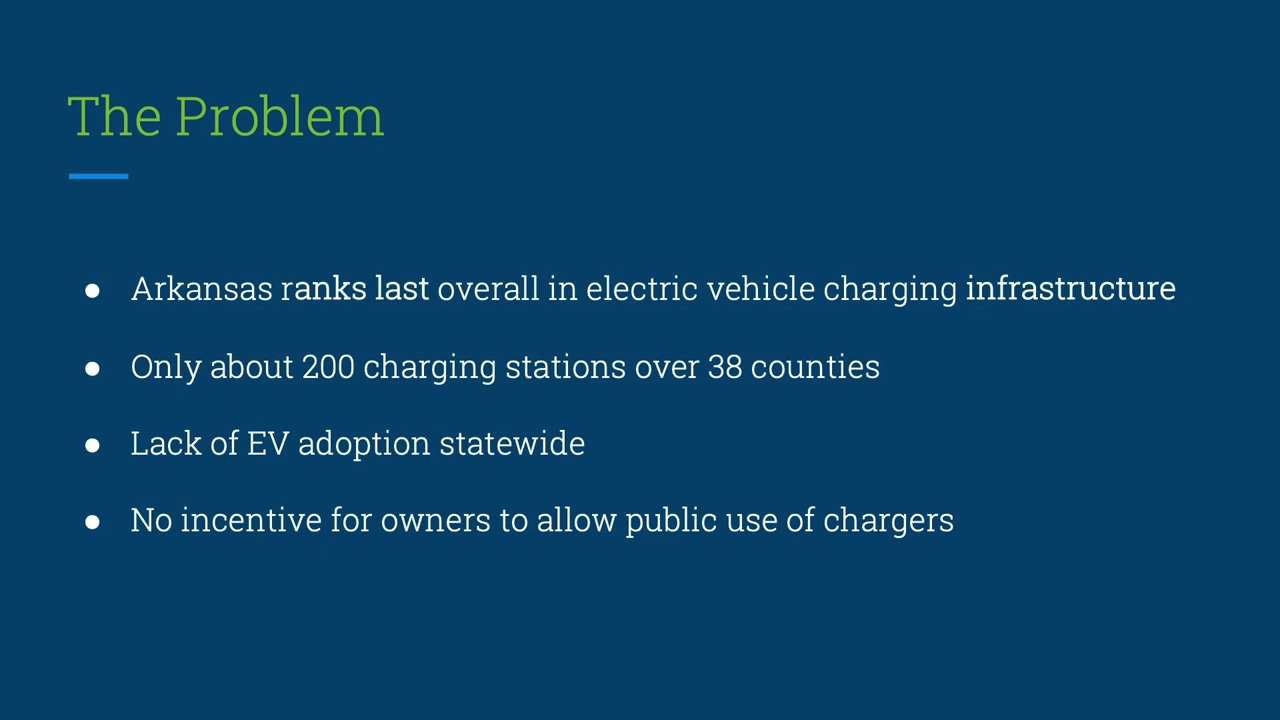 The Problem
● Arkansas ranks last overall in electric vehicle charging infrastructure
● Only about 200 charging stations over 38 counties
● Lack of EV adoption statewide
● No incentive for owners to allow public use of chargers